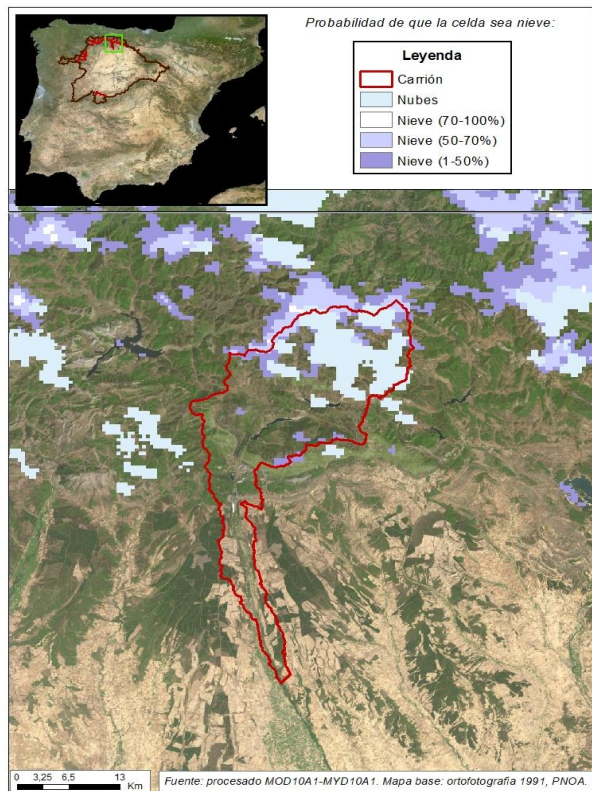 Probabilidad de que la celda sea nieve:
Leyenda
Carrión
Nubes
Nieve (70-100%)
Nieve (50-70%)
Nieve (1-50%)
0 3,25 6,5 13
Km
Fuente: procesado MOD10A1-MYD10A1. Mapa base: ortofotografia 1991, PNOA.